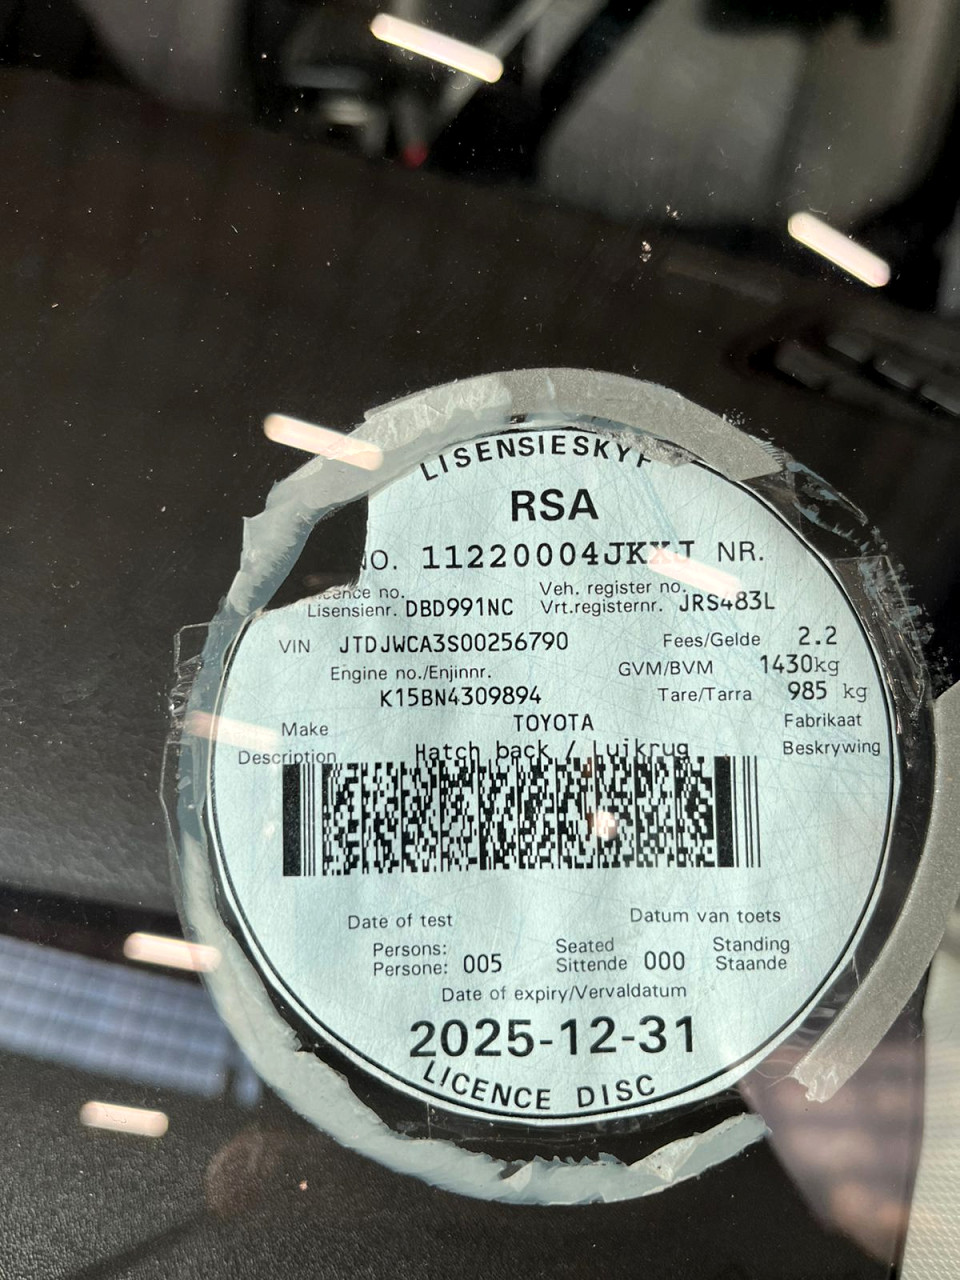 LISENSIESKYF
RSA
NO. 11220004JKXJ NR.
Licence no. Veh. register no.
Lisensienr. DBD991NC Vrt.registernr. JRS483L
VIN JTDJWCA3S00256790 Fees/Gelde 2.2
Engine no./Enjinnr. GVM/BVM 1430kg
K15BN4309894 Tare/Tarra 985 kg
Make TOYOTA Fabrikaat
Description Hatch back / Luikrug Beskrywing
Date of test Datum van toets
Persons: Seated Standing
Persone: 005 Sittende 000 Staande
Date of expiry/Vervaldatum
2025-12-31
LICENCE DISC